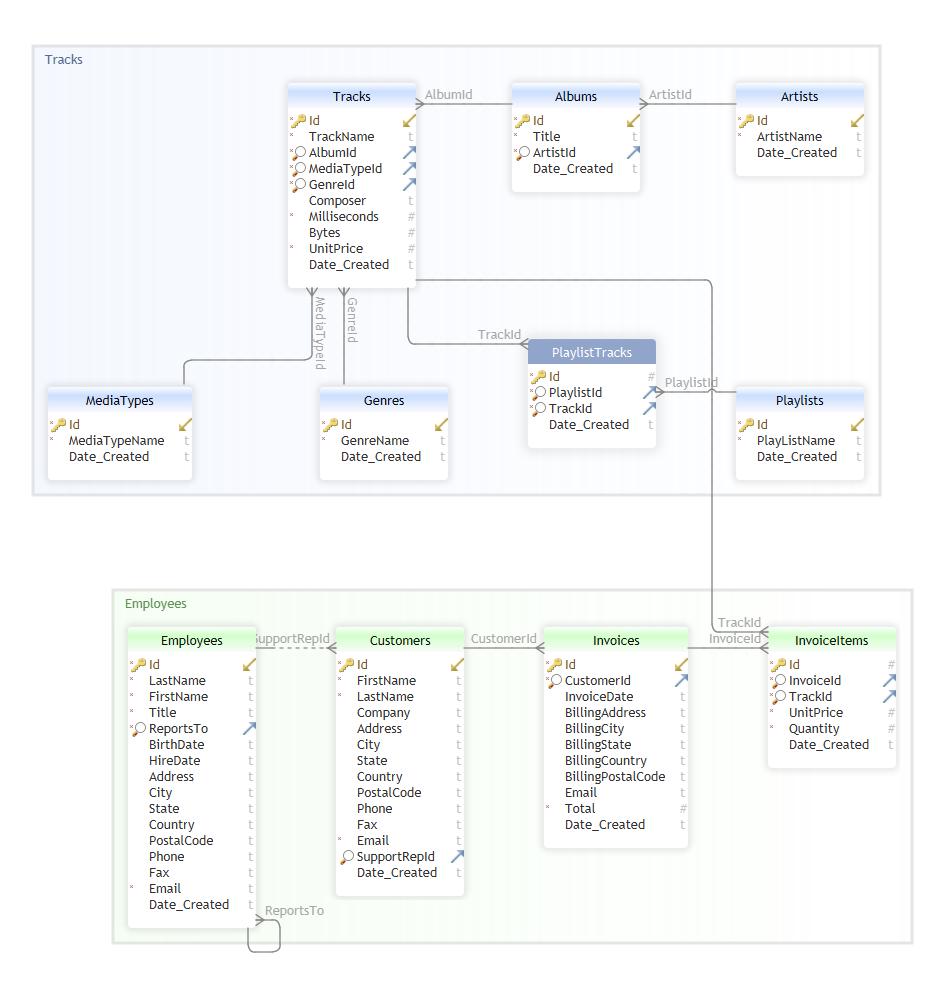 Tracks
Tracks
Id
TrackName t
AlbumId
MediaTypeId
GenreId
Composer t
Milliseconds #
Bytes #
UnitPrice #
Date_Created t
AlbumId
Albums
Id
Title t
ArtistId
Date_Created t
ArtistId
Artists
Id
ArtistName t
Date_Created t
MediaTypeId
GenreId
TrackId
MediaTypes
Id
MediaTypeName t
Date_Created t
Genres
Id
GenreName t
Date_Created t
PlaylistTracks
Id #
PlaylistId
TrackId
Date_Created t
PlaylistId
Playlists
Id
PlayListName t
Date_Created t
Employees
Employees
Id
LastName t
FirstName t
Title t
ReportsTo
BirthDate t
HireDate t
Address t
City t
State t
Country t
PostalCode t
Phone t
Fax t
Email t
Date_Created t
ReportsTo
SupportRepId
Customers
Id
FirstName t
LastName t
Company t
Address t
City t
State t
Country t
PostalCode t
Phone t
Fax t
Email t
SupportRepId
Date_Created t
CustomerId
Invoices
Id
CustomerId
InvoiceDate t
BillingAddress t
BillingCity t
BillingState t
BillingCountry t
BillingPostalCode t
Email t
Total #
Date_Created t
TrackId
InvoiceId
InvoiceItems
Id #
InvoiceId
TrackId
UnitPrice #
Quantity #
Date_Created t